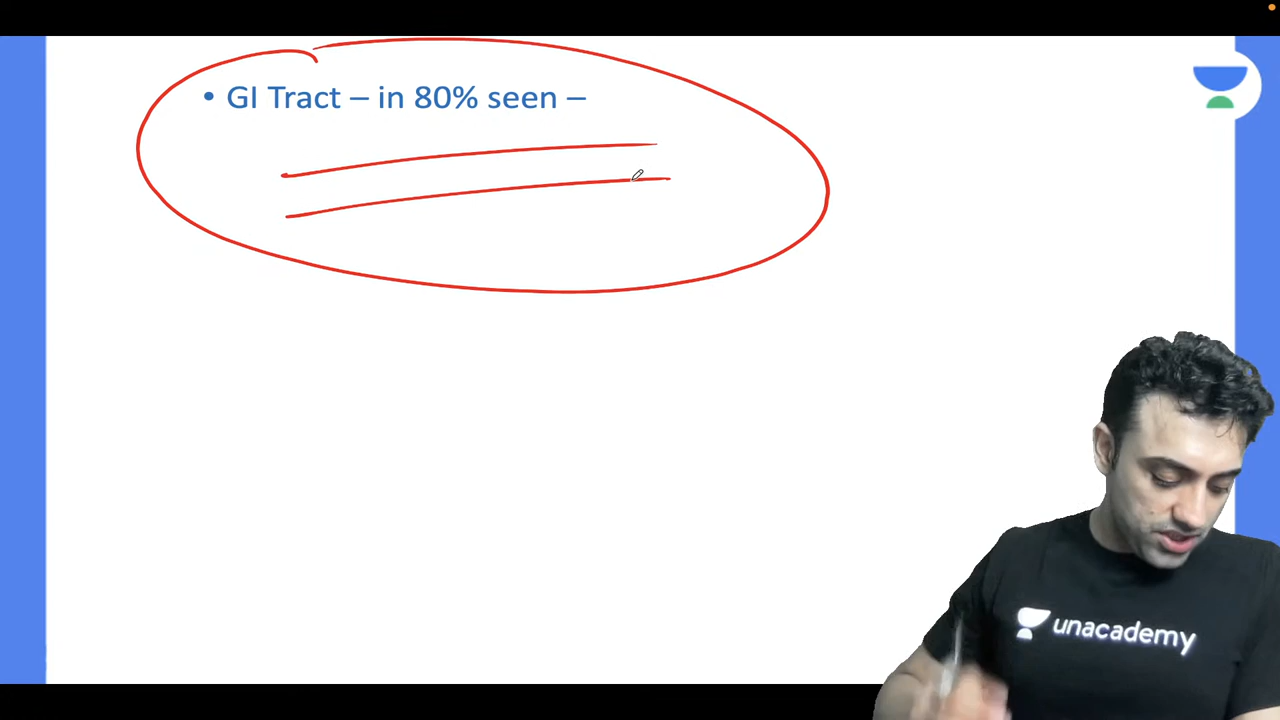 • GI Tract – in 80% seen –
unacademy